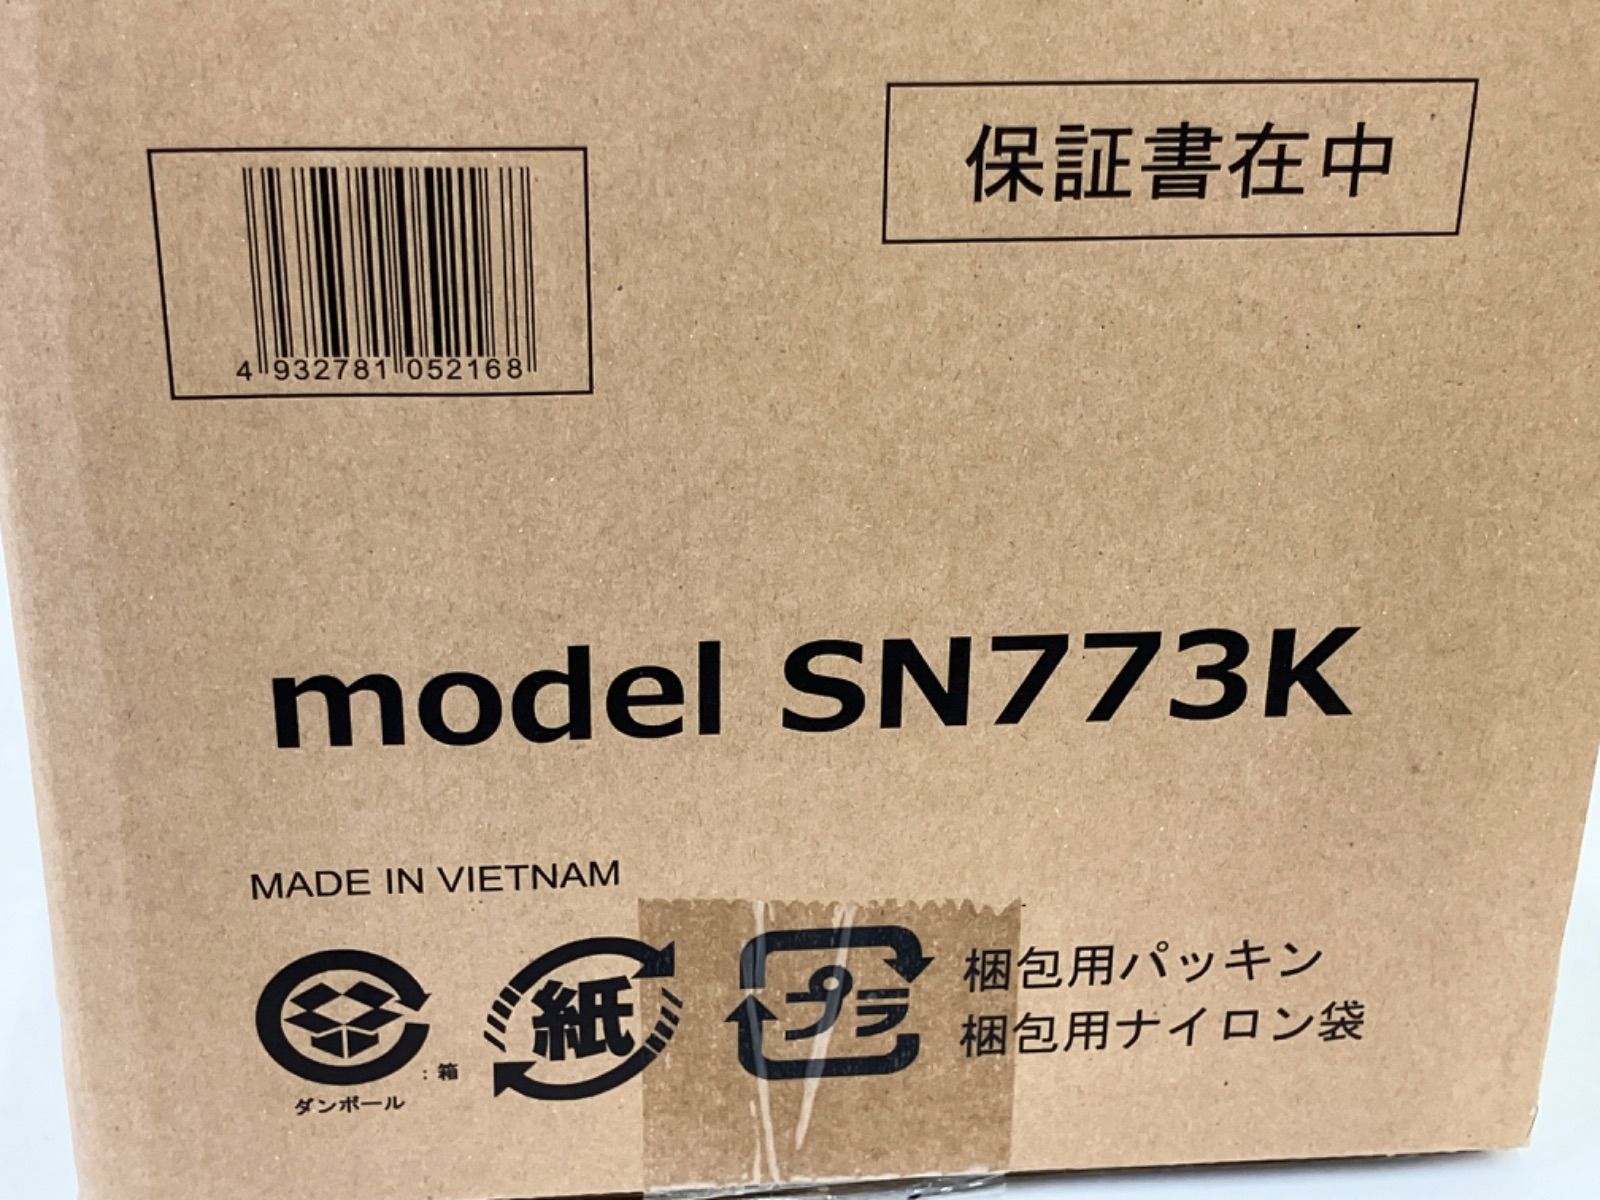 保証書在中
4 932781 052168
model SN773K
MADE IN VIETNAM
紙
プラ
梱包用パッキン
梱包用ナイロン袋
：箱
ダンボール